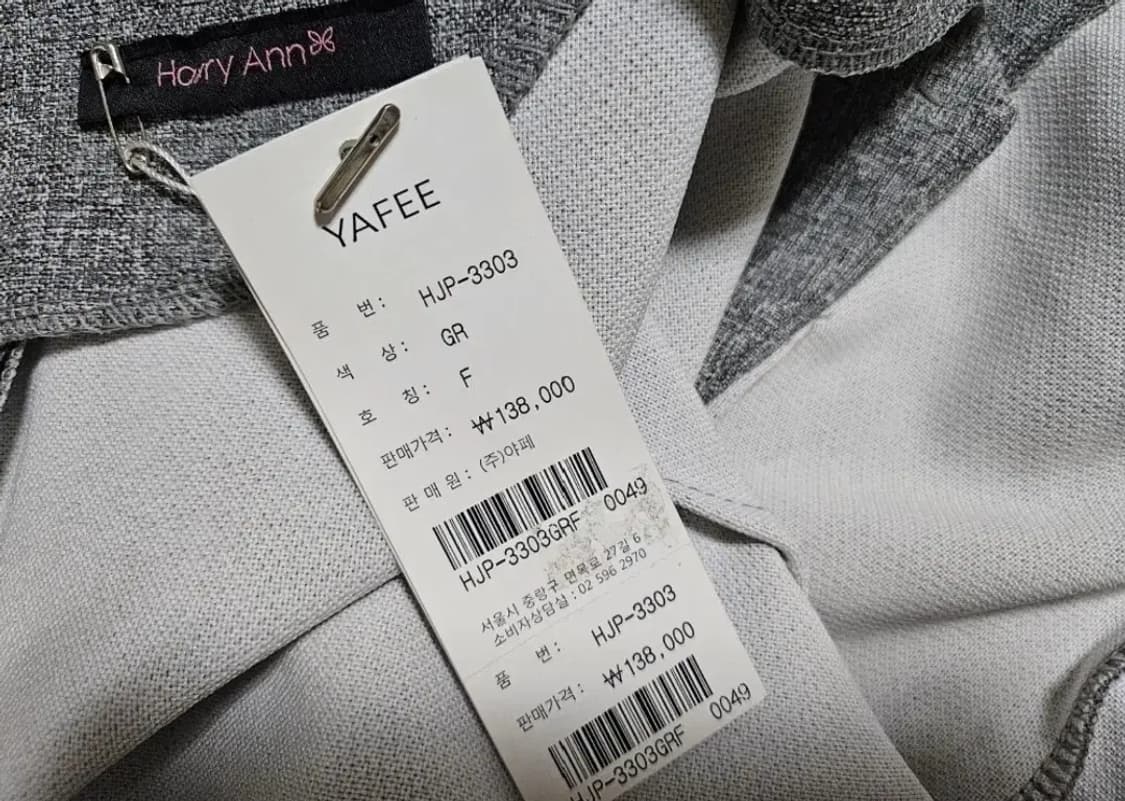 Harry Ann
YAFEE
품 번 : HJP-3303
색 상 : GR
호 칭 : F
판매가격 : ₩138,000
판 매 원 : (주)야페
HJP-3303GRF 0049
서울시 중랑구 면목로 27길 6
소비자상담실 : 02 596 2970
품 번 : HJP-3303
판매가격 : ₩138,000
HJP-3303GRF 0049